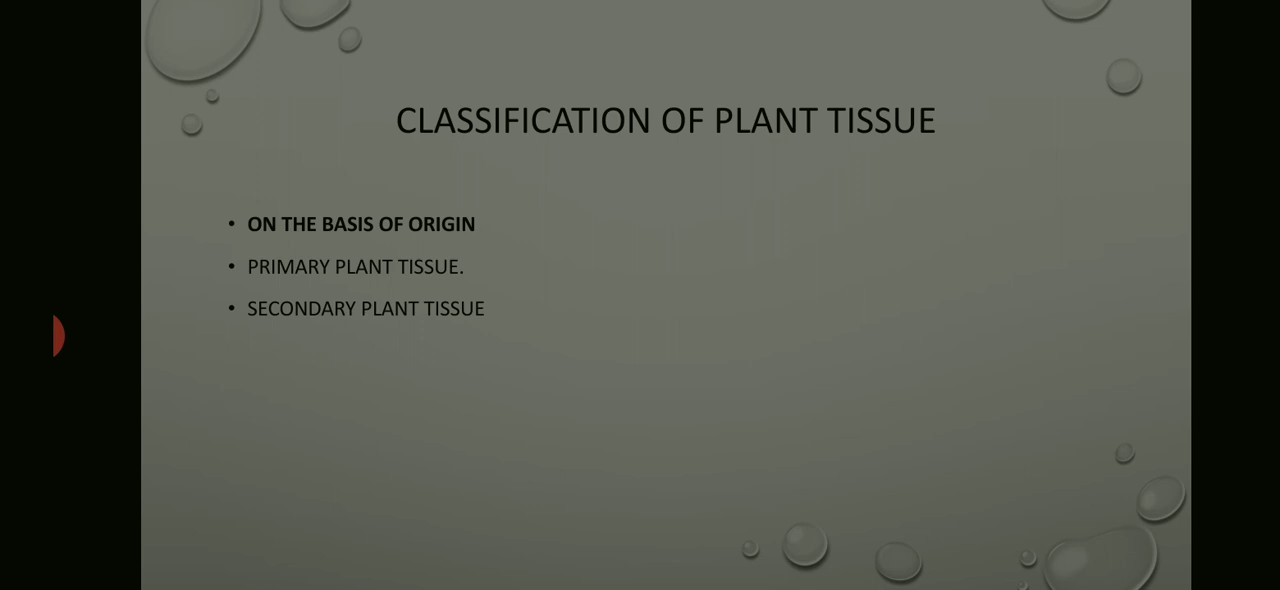 CLASSIFICATION OF PLANT TISSUE
• ON THE BASIS OF ORIGIN
• PRIMARY PLANT TISSUE.
• SECONDARY PLANT TISSUE